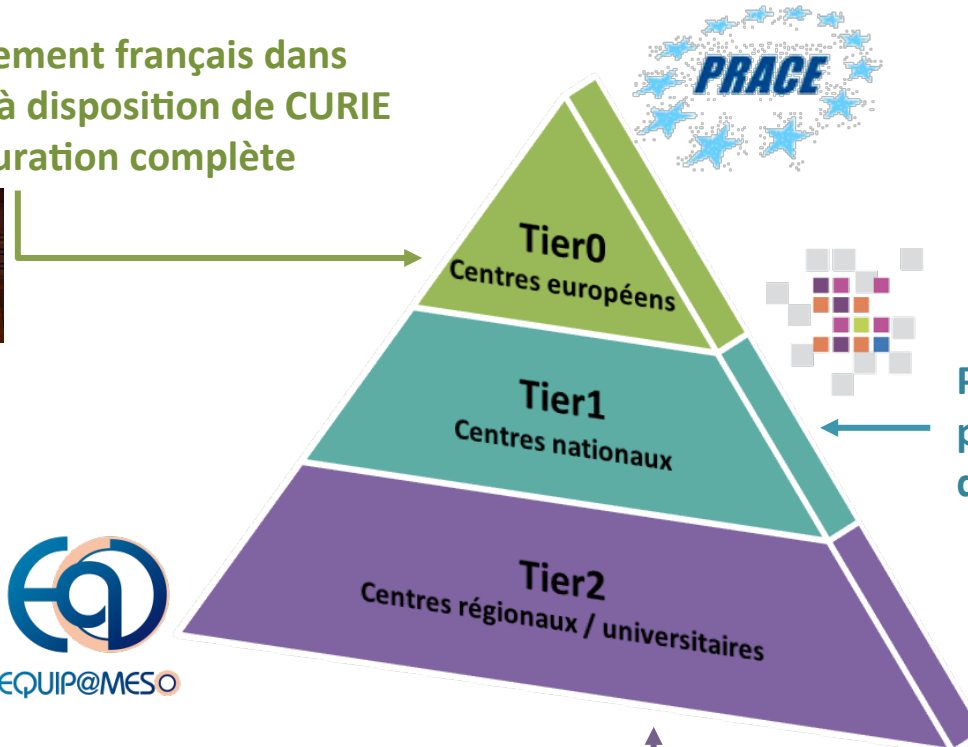 ement français dans
à disposition de CURIE
uration complète
PRACE
Tier0
Centres européens
Tier1
Centres nationaux
Tier2
Centres régionaux / universitaires
EQUIP@MESO